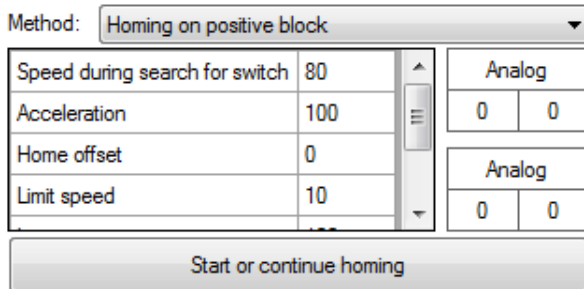 Method: Homing on positive block
Speed during search for switch 80
Acceleration 100
Home offset 0
Limit speed 10
Analog
0 0
Analog
0 0
Start or continue homing